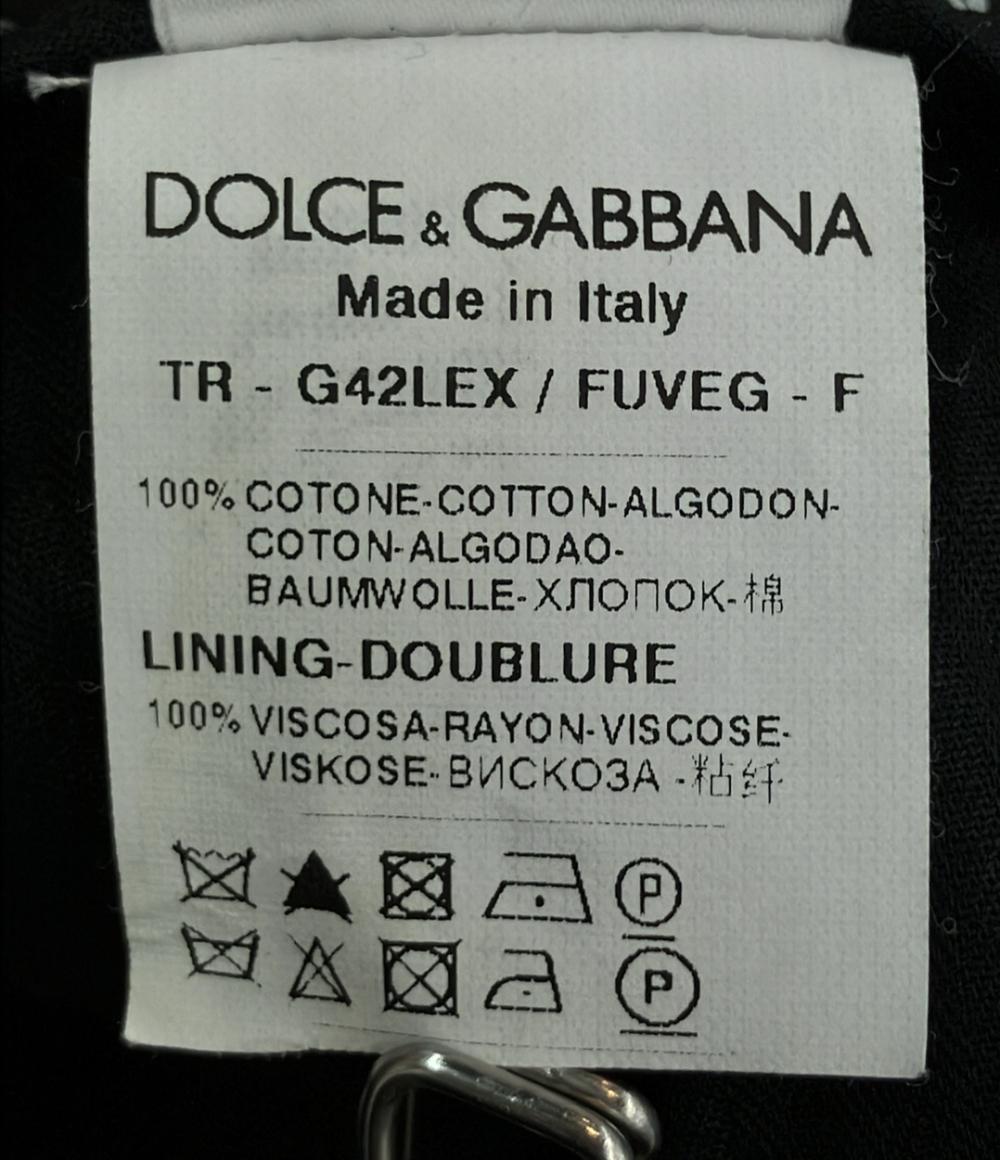 DOLCE & GABBANA
Made in Italy
TR - G42LEX / FUVEG - F
100% COTONE-COTTON-ALGODON-
COTON-ALGODAO-
BAUMWOLLE-ХЛОПОК-棉
LINING-DOUBLURE
100% VISCOSA-RAYON-VISCOSE-
VISKOSE-ВИСКОЗА -粘纤
P
P